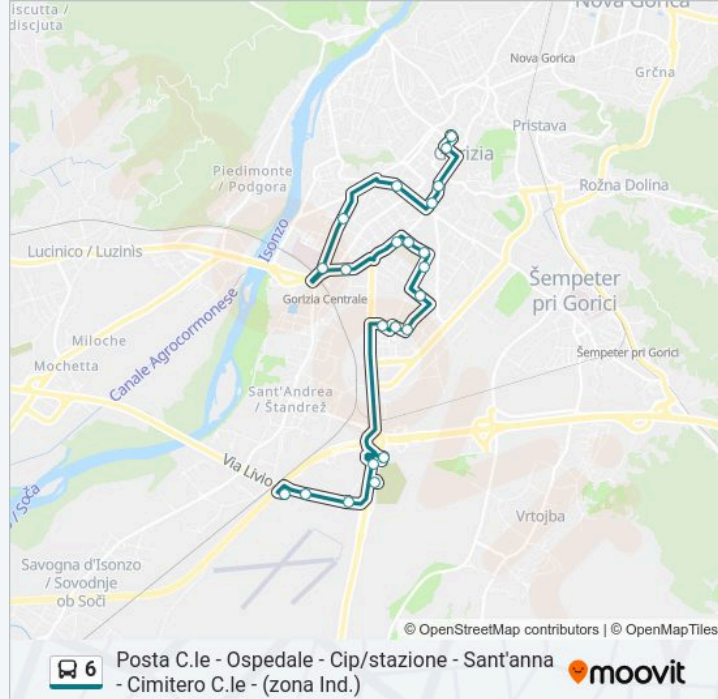 iscutta /
discjuta
Nova Gorica
Nova Gorica
Grčna
Pristava
Gorizia
Piedimonte
/ Podgora
Rožna Dolina
Isonzo
Lucinico / Luzinis
Šempeter
pri Gorici
Gorizia Centrale
Canale Agrocormonese
Miloche
Mochetta
Šempeter pri Gorici
Sant'Andrea
/ Štandrež
Via Livio
/ Soča
Vrtojba
Savogna d'Isonzo
/ Sovodnje
ob Soči
© OpenStreetMap contributors | © OpenMapTiles
6
Posta C.le - Ospedale - Cip/stazione - Sant'anna
- Cimitero C.le - (zona Ind.)
moovit